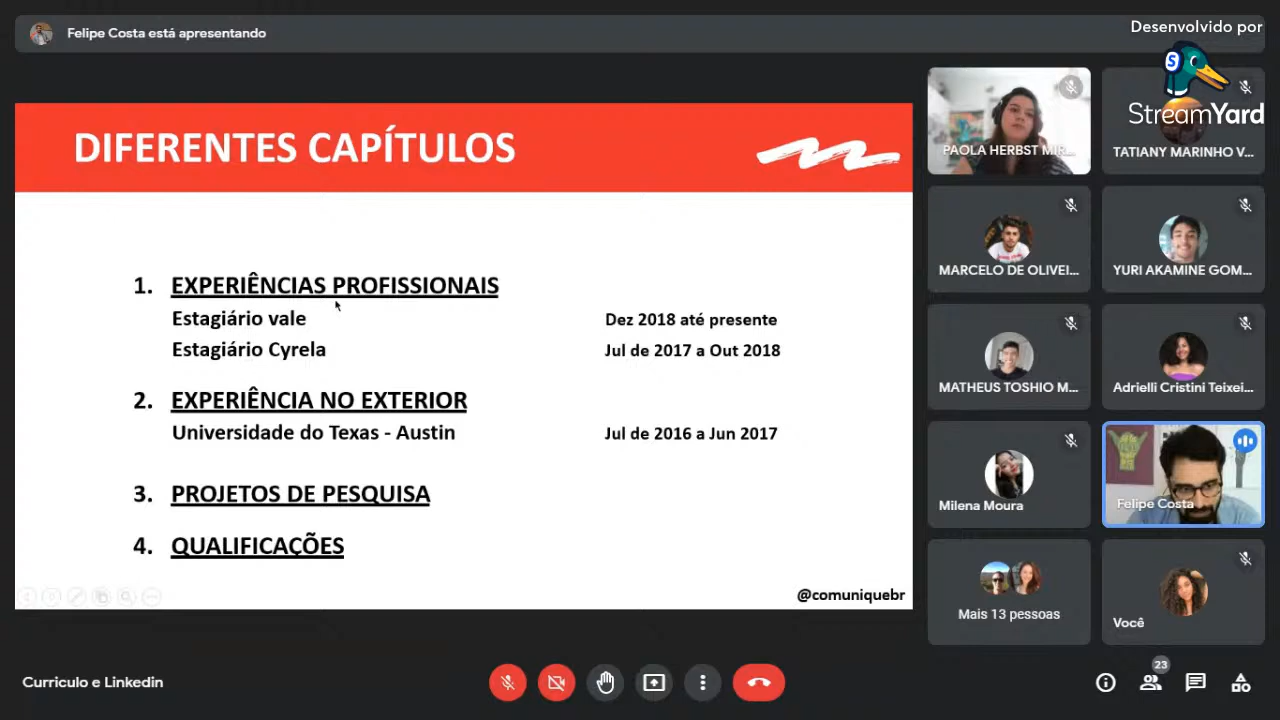 Felipe Costa está apresentando
Desenvolvido por
StreamYard
DIFERENTES CAPÍTULOS
1. EXPERIÊNCIAS PROFISSIONAIS
Estagiário vale Dez 2018 até presente
Estagiário Cyrela Jul de 2017 a Out 2018
2. EXPERIÊNCIA NO EXTERIOR
Universidade do Texas - Austin Jul de 2016 a Jun 2017
3. PROJETOS DE PESQUISA
4. QUALIFICAÇÕES
@comuniquebr
PAOLA HERBST MIR...
TATIANY MARINHO V...
MARCELO DE OLIVEI...
YURI AKAMINE GOM...
MATHEUS TOSHIO M...
Adrielli Cristini Teixei...
Milena Moura
Felipe Costa
Mais 13 pessoas
Você
Curriculo e Linkedin
23